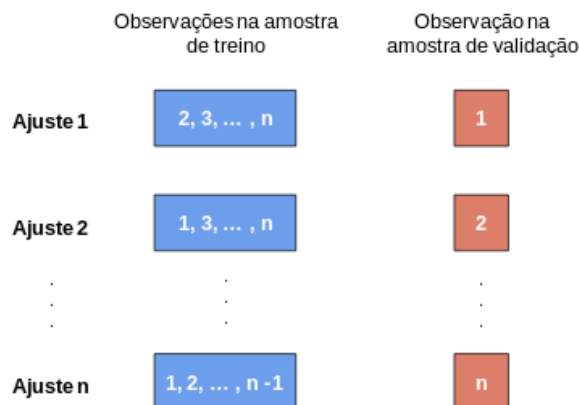 Observações na amostra
de treino
Observação na
amostra de validação
Ajuste 1
2, 3, ... , n
1
Ajuste 2
1, 3, ... , n
2
. . .
. . .
. . .
Ajuste n
1, 2, ... , n -1
n